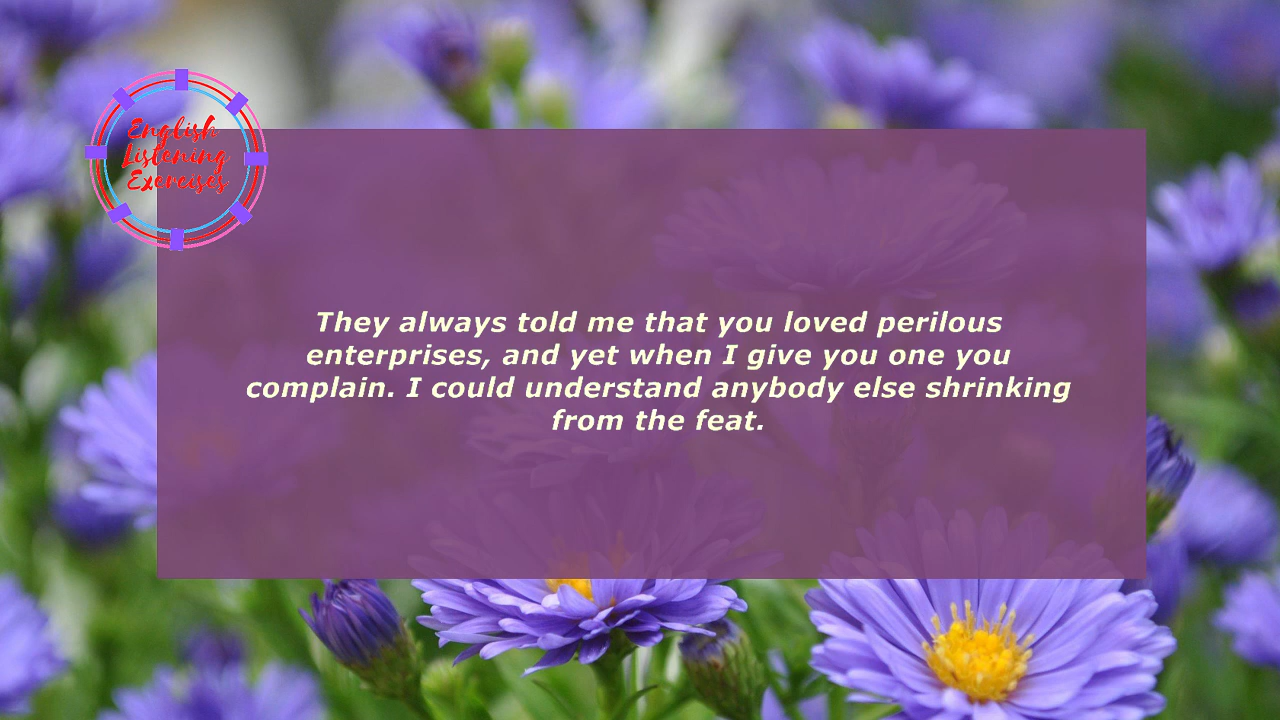 English
Listening
Exercises
They always told me that you loved perilous
enterprises, and yet when I give you one you
complain. I could understand anybody else shrinking
from the feat.